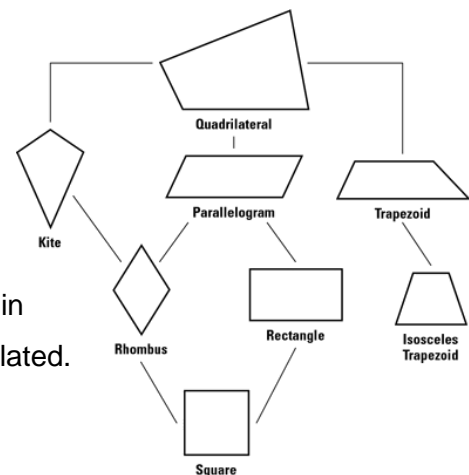 Quadrilateral
Parallelogram
Trapezoid
Kite
in
Rhombus
Rectangle
Isosceles
Trapezoid
lated.
Square